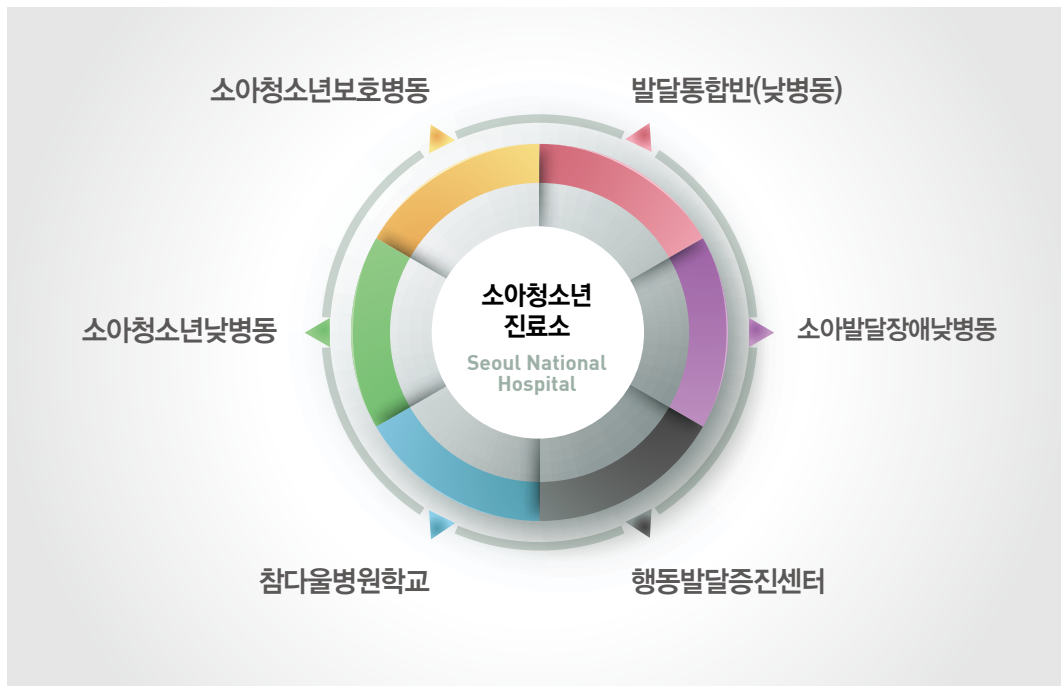 소아청소년보호병동
발달통합반(낮병동)
소아청소년낮병동
소아청소년
진료소
Seoul National
Hospital
소아발달장애낮병동
참다울병원학교
행동발달증진센터